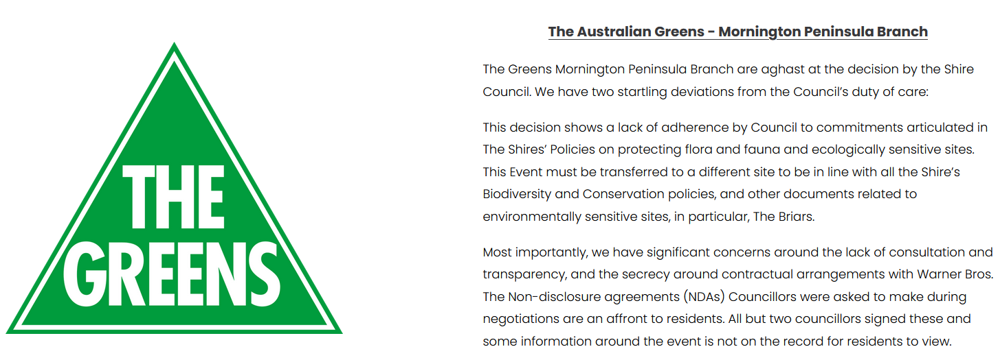 THE
GREENS
The Australian Greens - Mornington Peninsula Branch
The Greens Mornington Peninsula Branch are aghast at the decision by the Shire
Council. We have two startling deviations from the Council's duty of care:
This decision shows a lack of adherence by Council to commitments articulated in
The Shires' Policies on protecting flora and fauna and ecologically sensitive sites.
This Event must be transferred to a different site to be in line with all the Shire's
Biodiversity and Conservation policies, and other documents related to
environmentally sensitive sites, in particular, The Briars.
Most importantly, we have significant concerns around the lack of consultation and
transparency, and the secrecy around contractual arrangements with Warner Bros.
The Non-disclosure agreements (NDAs) Councillors were asked to make during
negotiations are an affront to residents. All but two councillors signed these and
some information around the event is not on the record for residents to view.